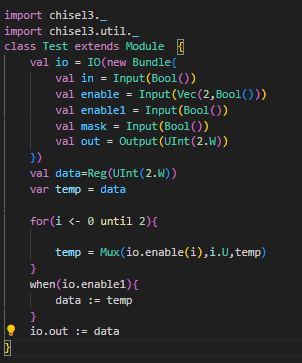 import chisel3._
import chisel3.util._
class Test extends Module  {
    val io = IO(new Bundle{
        val in = Input(Bool())
        val enable = Input(Vec(2,Bool()))
        val enable1 = Input(Bool())
        val mask = Input(Bool())
        val out = Output(UInt(2.W))
    })
    val data=Reg(UInt(2.W))
    var temp = data

    for(i <- 0 until 2){

        temp = Mux(io.enable(i),i.U,temp)
    }
    when(io.enable1){
        data := temp
    }
    io.out := data
}